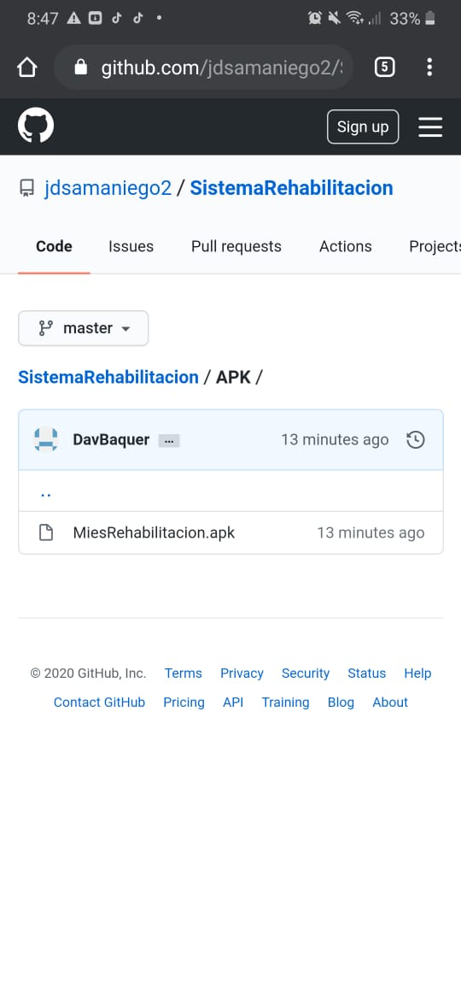 8:47 33%
github.com/jdsamaniego2/ 5
Sign up
jdsamaniego2 / SistemaRehabilitacion
Code Issues Pull requests Actions Projects
master
SistemaRehabilitacion / APK /
DavBaquer ... 13 minutes ago
..
MiesRehabilitacion.apk 13 minutes ago
© 2020 GitHub, Inc. Terms Privacy Security Status Help
Contact GitHub Pricing API Training Blog About